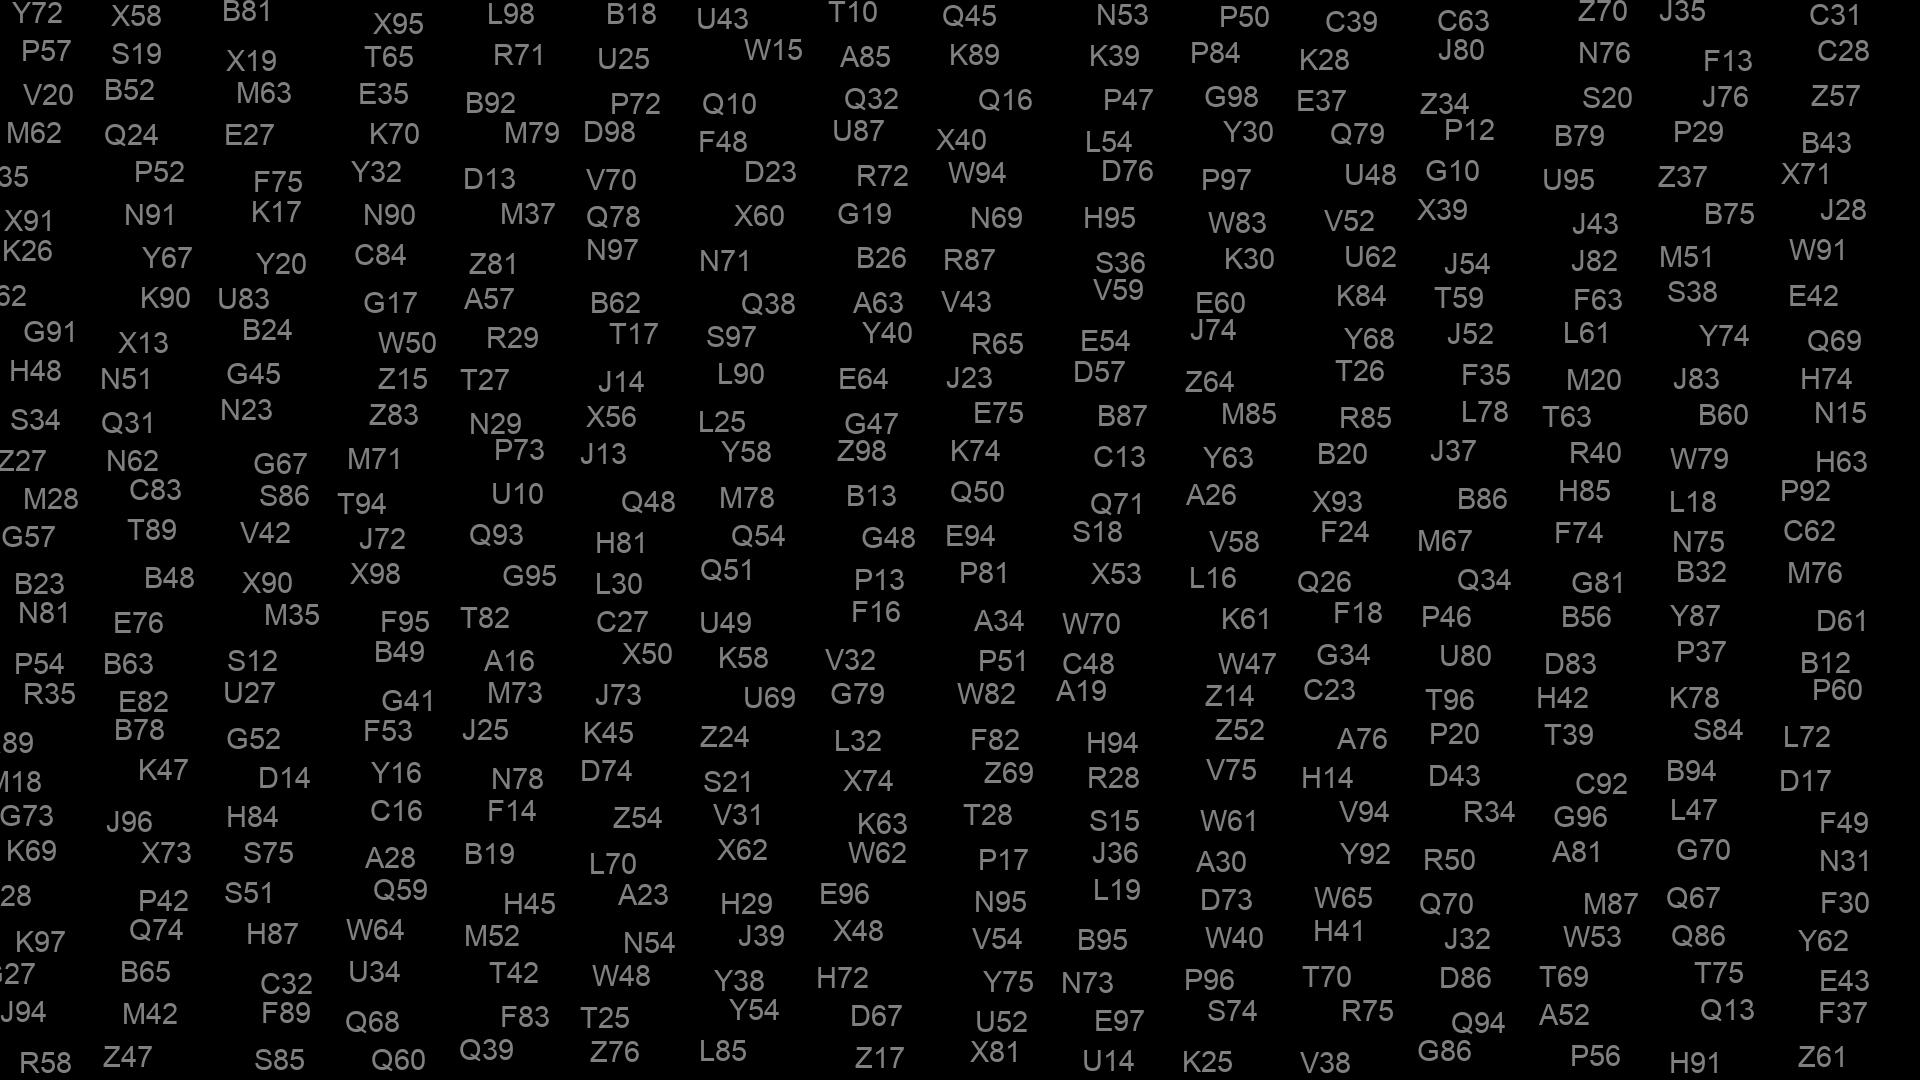 Y72 X58 B81 X95 L98 B18 U43 T10 Q45 N53 P50 C39 C63 Z70 J35 C31
P57 S19 X19 T65 R71 U25 W15 A85 K89 K39 P84 K28 J80 N76 F13 C28
V20 B52 M63 E35 B92 P72 Q10 Q32 Q16 P47 G98 E37 Z34 S20 J76 Z57
M62 Q24 E27 K70 M79 D98 F48 U87 X40 L54 Y30 Q79 P12 B79 P29 B43
35 P52 F75 Y32 D13 V70 D23 R72 W94 D76 P97 U48 G10 U95 Z37 X71
X91 N91 K17 N90 M37 Q78 X60 G19 N69 H95 W83 V52 X39 J43 B75 J28
K26 Y67 Y20 C84 Z81 N97 N71 B26 R87 S36 K30 U62 J54 J82 M51 W91
62 K90 U83 G17 A57 B62 Q38 A63 V43 V59 E60 K84 T59 F63 S38 E42
G91 X13 B24 W50 R29 T17 S97 Y40 R65 E54 J74 Y68 J52 L61 Y74 Q69
H48 N51 G45 Z15 T27 J14 L90 E64 J23 D57 Z64 T26 F35 M20 J83 H74
S34 Q31 N23 Z83 N29 X56 L25 G47 E75 B87 M85 R85 L78 T63 B60 N15
Z27 N62 G67 M71 P73 J13 Y58 Z98 K74 C13 Y63 B20 J37 R40 W79 H63
M28 C83 S86 T94 U10 Q48 M78 B13 Q50 Q71 A26 X93 B86 H85 L18 P92
G57 T89 V42 J72 Q93 H81 Q54 G48 E94 S18 V58 F24 M67 F74 N75 C62
B23 B48 X90 X98 G95 L30 Q51 P13 P81 X53 L16 Q26 Q34 G81 B32 M76
N81 E76 M35 F95 T82 C27 U49 F16 A34 W70 K61 F18 P46 B56 Y87 D61
P54 B63 S12 B49 A16 X50 K58 V32 P51 C48 W47 G34 U80 D83 P37 B12
R35 E82 U27 G41 M73 J73 U69 G79 W82 A19 Z14 C23 T96 H42 K78 P60
89 B78 G52 F53 J25 K45 Z24 L32 F82 H94 Z52 A76 P20 T39 S84 L72
M18 K47 D14 Y16 N78 D74 S21 X74 Z69 R28 V75 H14 D43 C92 B94 D17
G73 J96 H84 C16 F14 Z54 V31 K63 T28 S15 W61 V94 R34 G96 L47 F49
K69 X73 S75 A28 B19 L70 X62 W62 P17 J36 A30 Y92 R50 A81 G70 N31
28 P42 S51 Q59 H45 A23 H29 E96 N95 L19 D73 W65 Q70 M87 Q67 F30
K97 Q74 H87 W64 M52 N54 J39 X48 V54 B95 W40 H41 J32 W53 Q86 Y62
27 B65 C32 U34 T42 W48 Y38 H72 Y75 N73 P96 T70 D86 T69 T75 E43
J94 M42 F89 Q68 F83 T25 Y54 D67 U52 E97 S74 R75 Q94 A52 Q13 F37
R58 Z47 S85 Q60 Q39 Z76 L85 Z17 X81 U14 K25 V38 G86 P56 H91 Z61